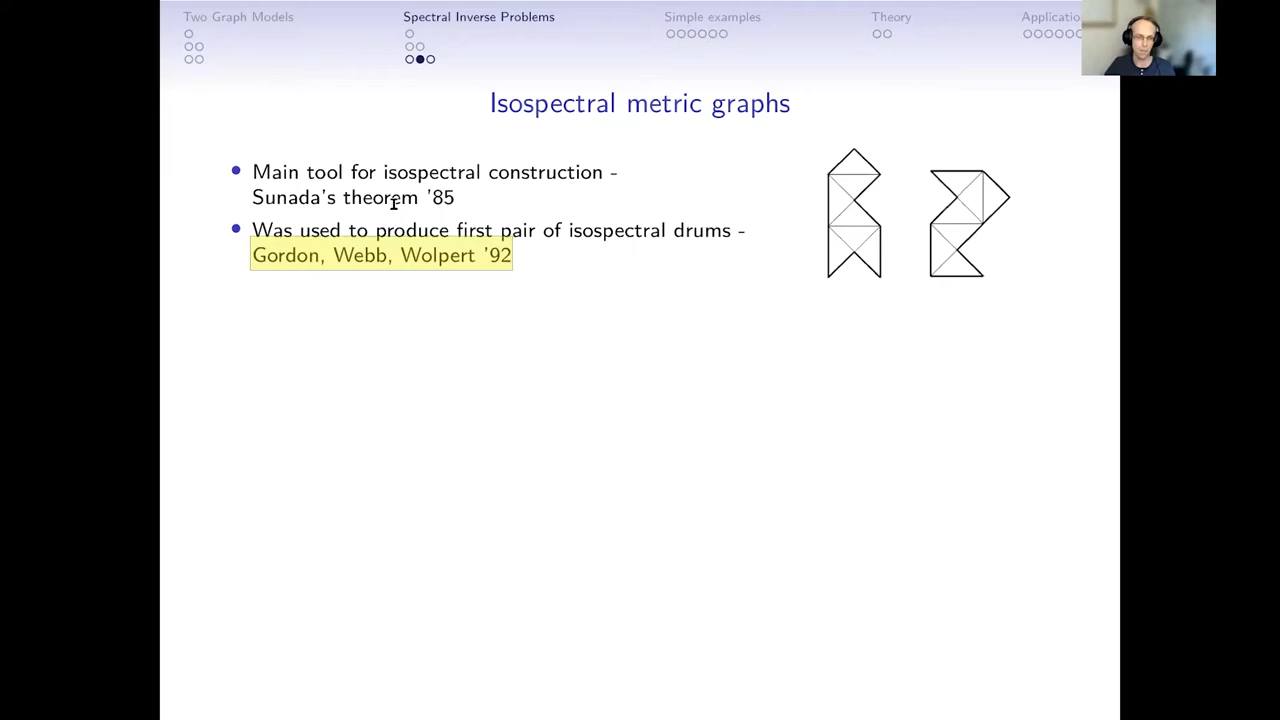 Two Graph Models
Spectral Inverse Problems
Simple examples
Theory
Isospectral metric graphs
Main tool for isospectral construction -
Sunada's theorem '85
Was used to produce first pair of isospectral drums -
Gordon, Webb, Wolpert '92